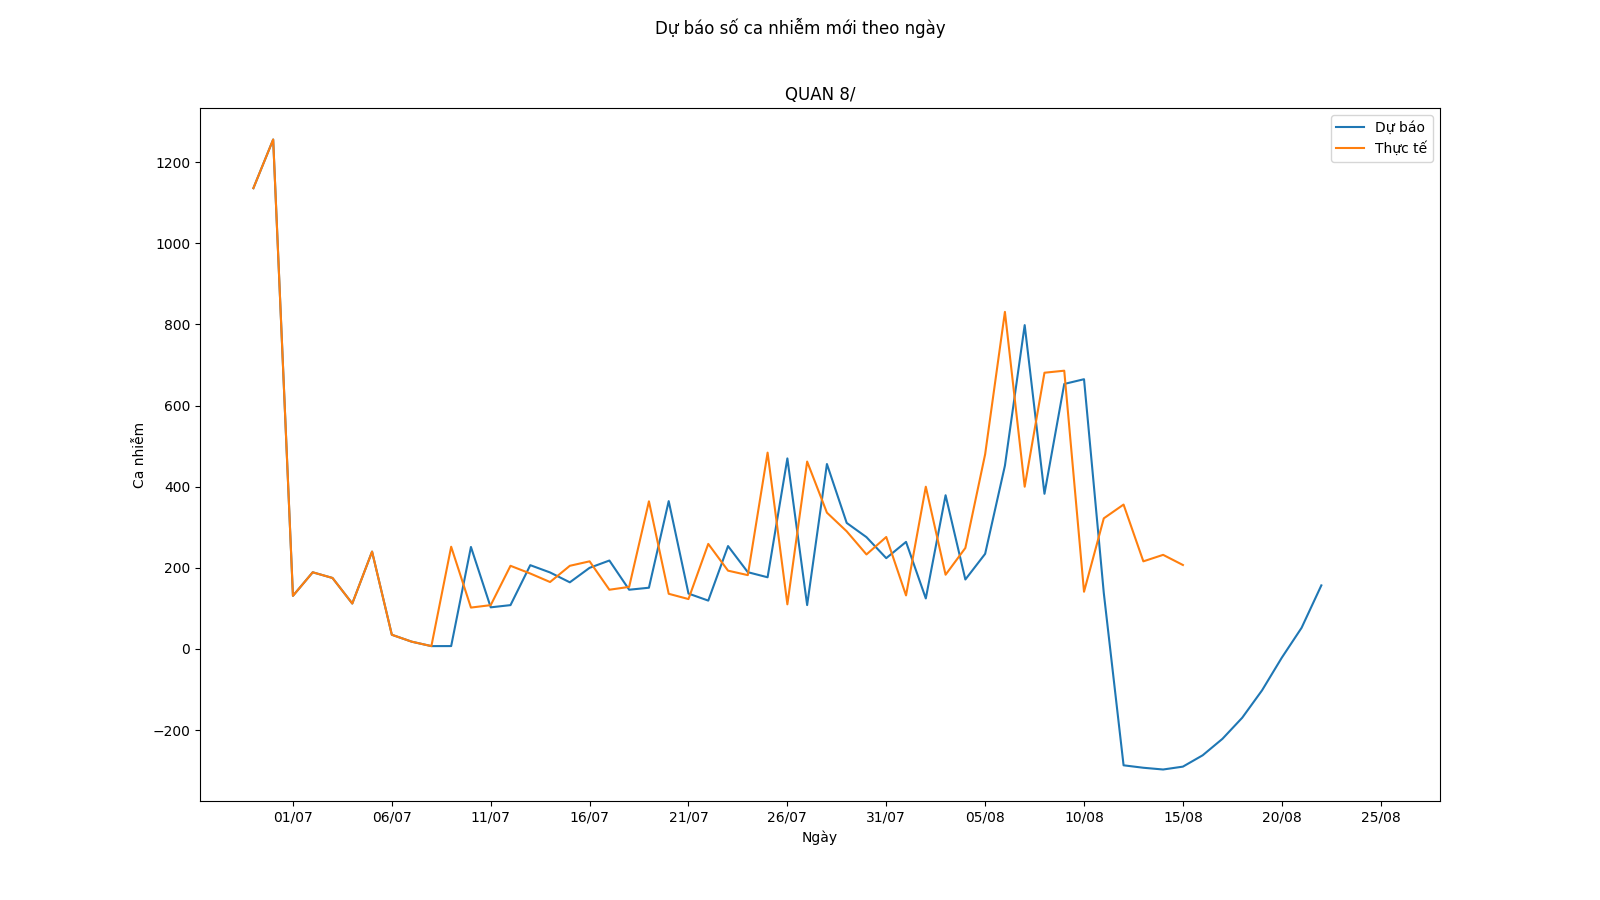 Dự báo số ca nhiễm mới theo ngày
QUAN 8/
Dự báo
Thực tế
1200
1000
800
600
400
200
0
−200
Ca nhiễm
01/07 06/07 11/07 16/07 21/07 26/07 31/07 05/08 10/08 15/08 20/08 25/08
Ngày